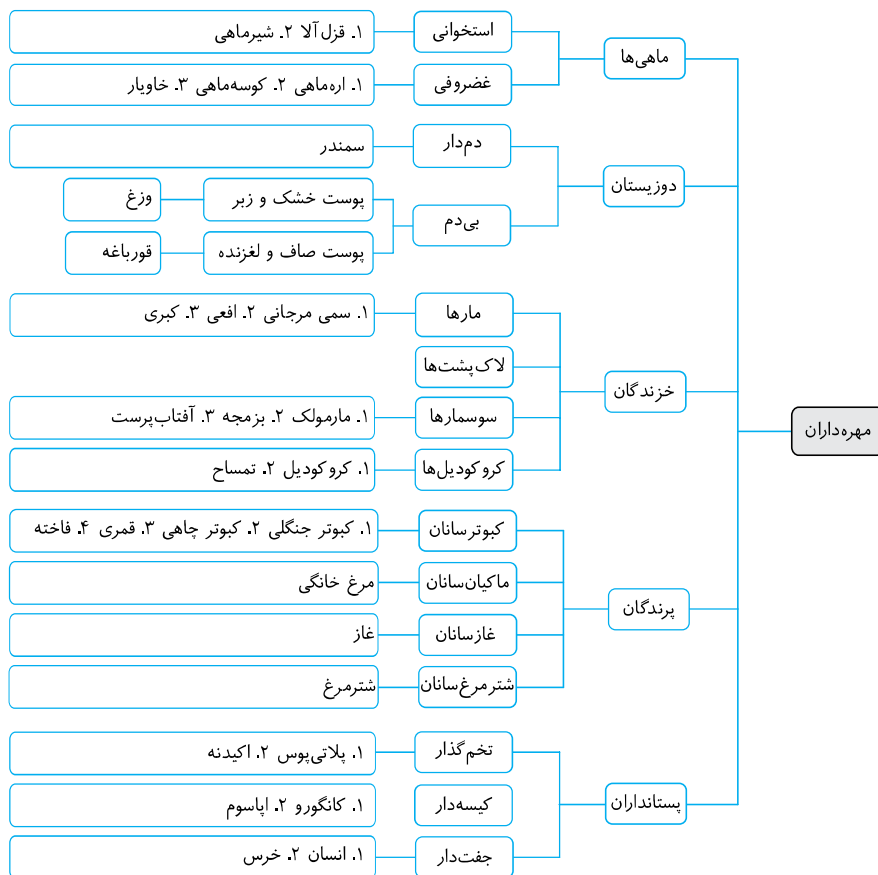 مهره‌داران
ماهی‌ها
استخوانی
۱. قزل‌آلا ۲. شیرماهی
غضروفی
۱. اره‌ماهی ۲. کوسه‌ماهی ۳. خاویار
دوزیستان
دم‌دار
سمندر
بی‌دم
پوست خشک و زبر
وزغ
پوست صاف و لغزنده
قورباغه
خزندگان
مارها
۱. سمی مرجانی ۲. افعی ۳. کبری
لاک‌پشت‌ها
سوسمارها
۱. مارمولک ۲. بزمجه ۳. آفتاب‌پرست
کروکودیل‌ها
۱. کروکودیل ۲. تمساح
پرندگان
کبوترسانان
۱. کبوتر جنگلی ۲. کبوتر چاهی ۳. قمری ۴. فاخته
ماکیان‌سانان
مرغ خانگی
غازسانان
غاز
شترمرغ‌سانان
شترمرغ
پستانداران
تخم‌گذار
۱. پلاتی‌پوس ۲. اکیدنه
کیسه‌دار
۱. کانگورو ۲. اپاسوم
جفت‌دار
۱. انسان ۲. خرس